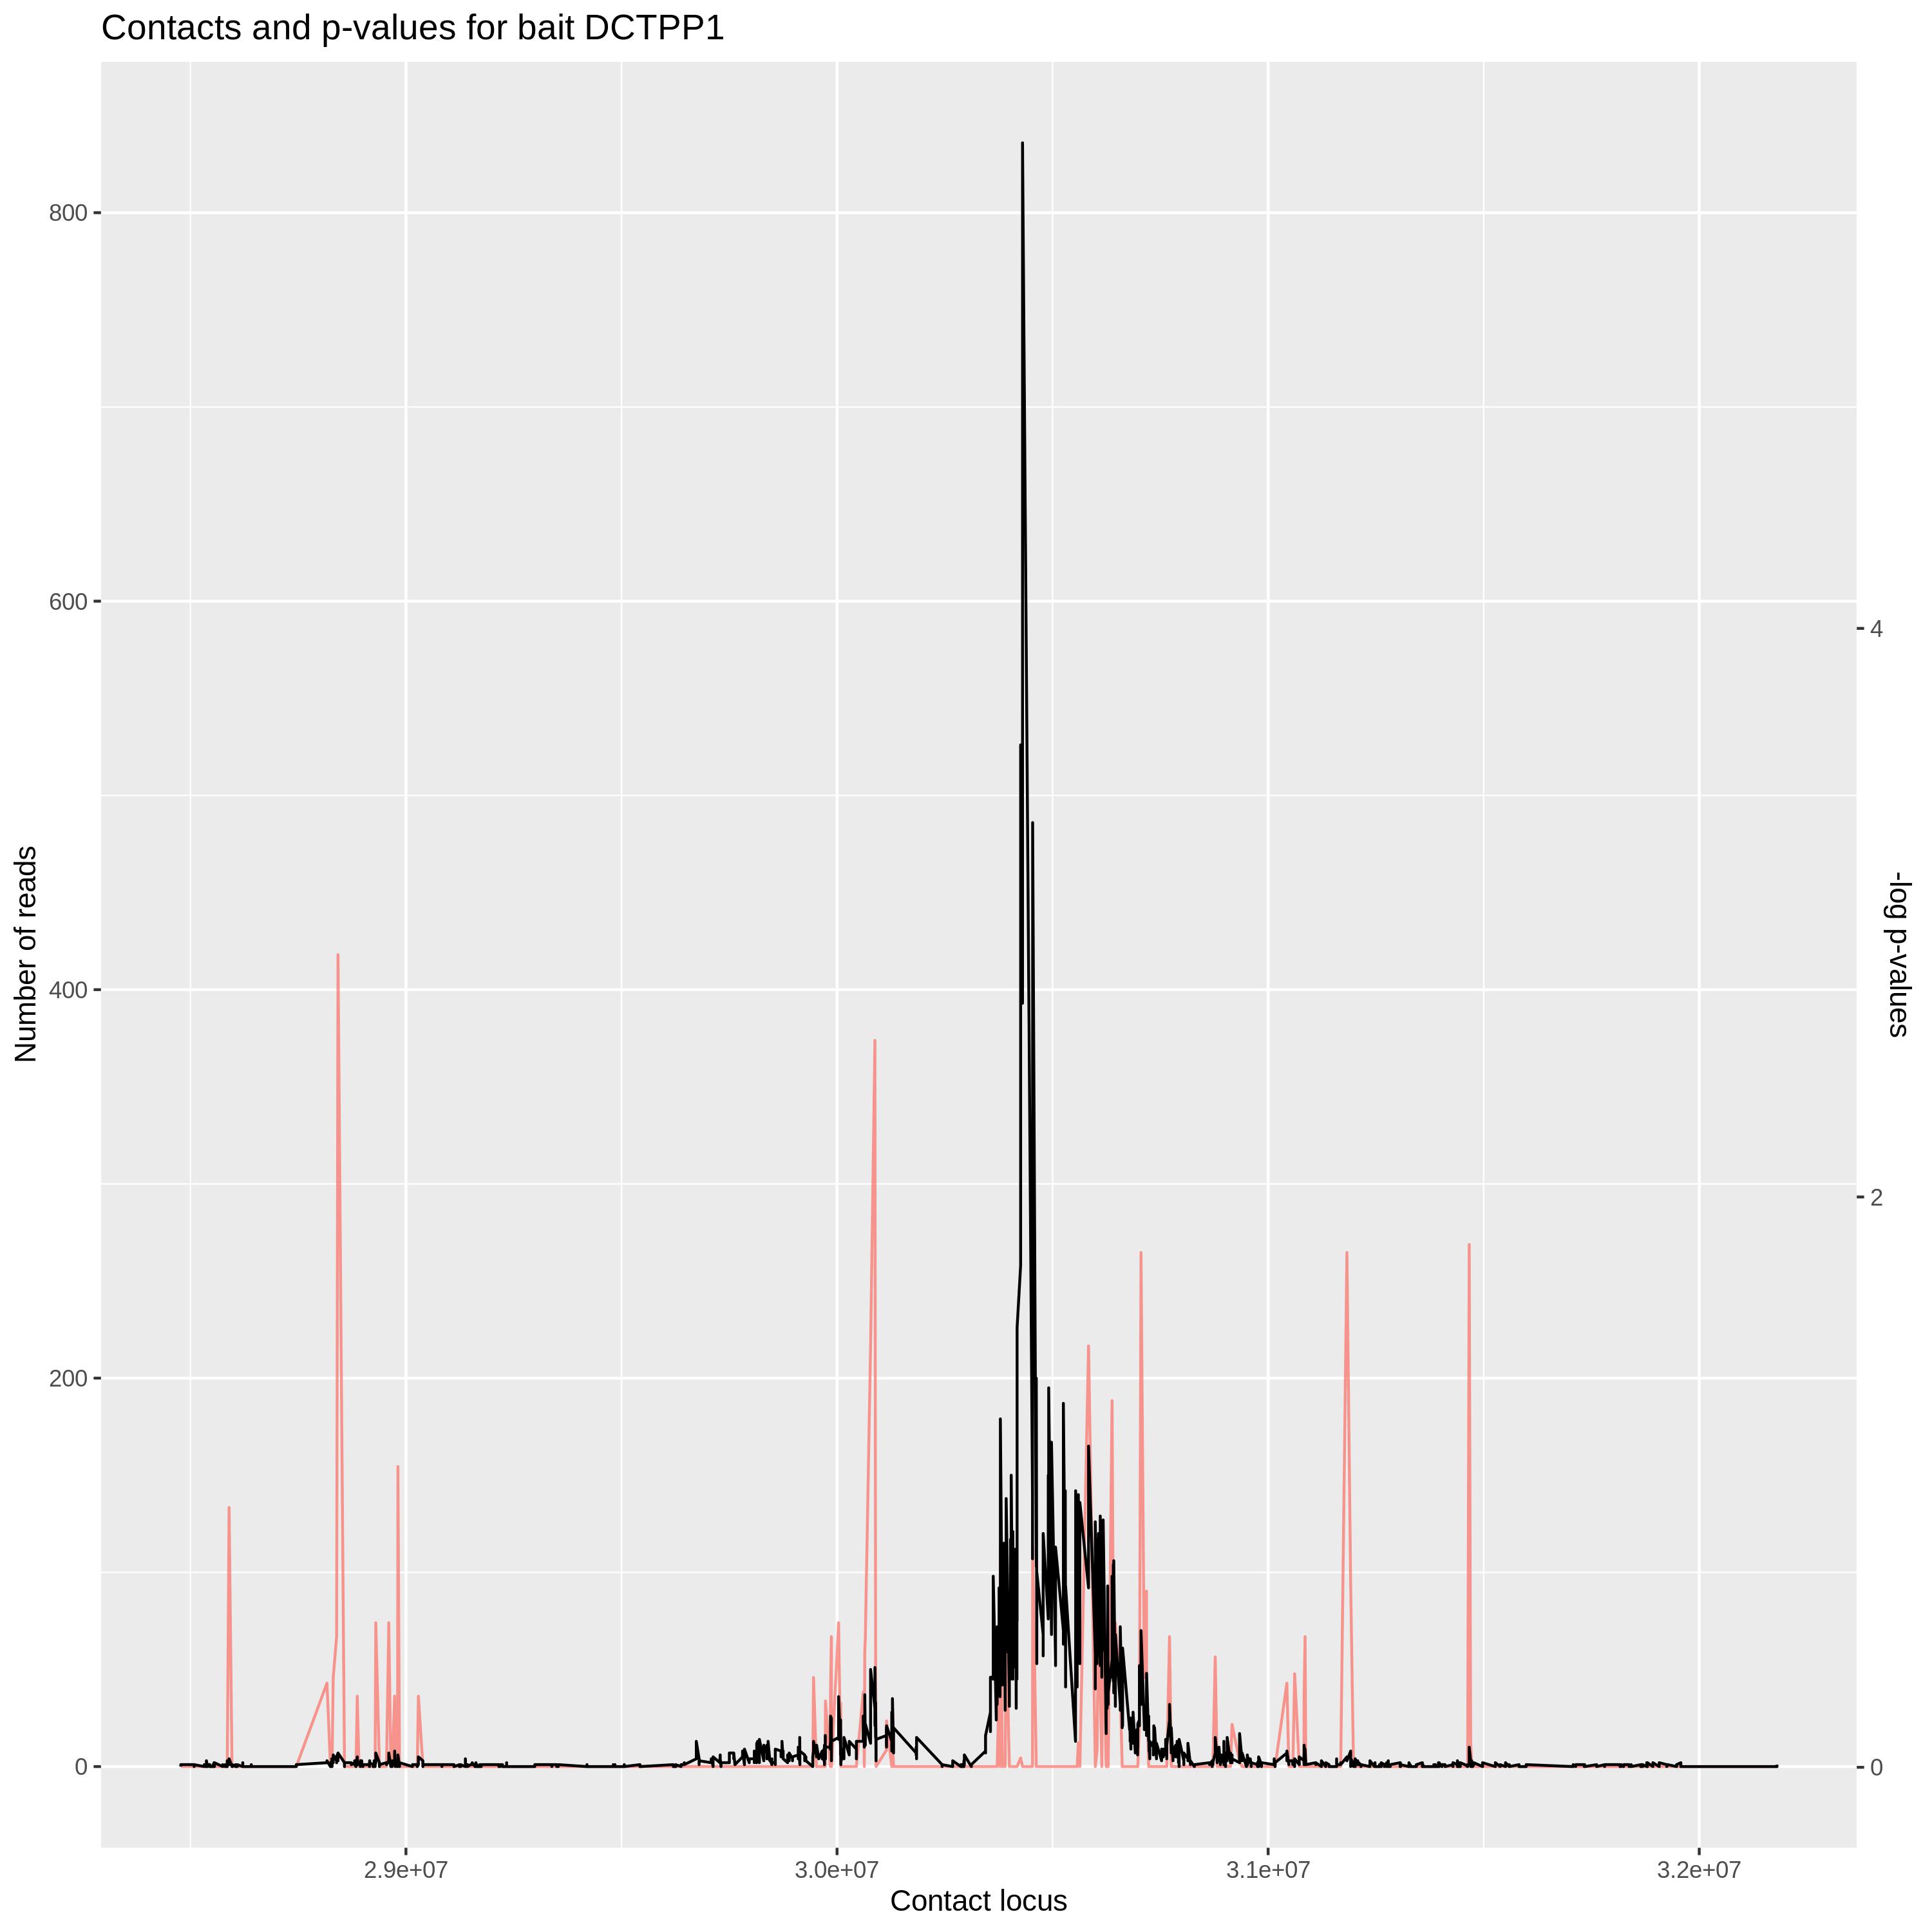 Contacts and p-values for bait DCTPP1
800
600
400
200
0
Number of reads
4
2
0
-log p-values
2.9e+07
3.0e+07
3.1e+07
3.2e+07
Contact locus